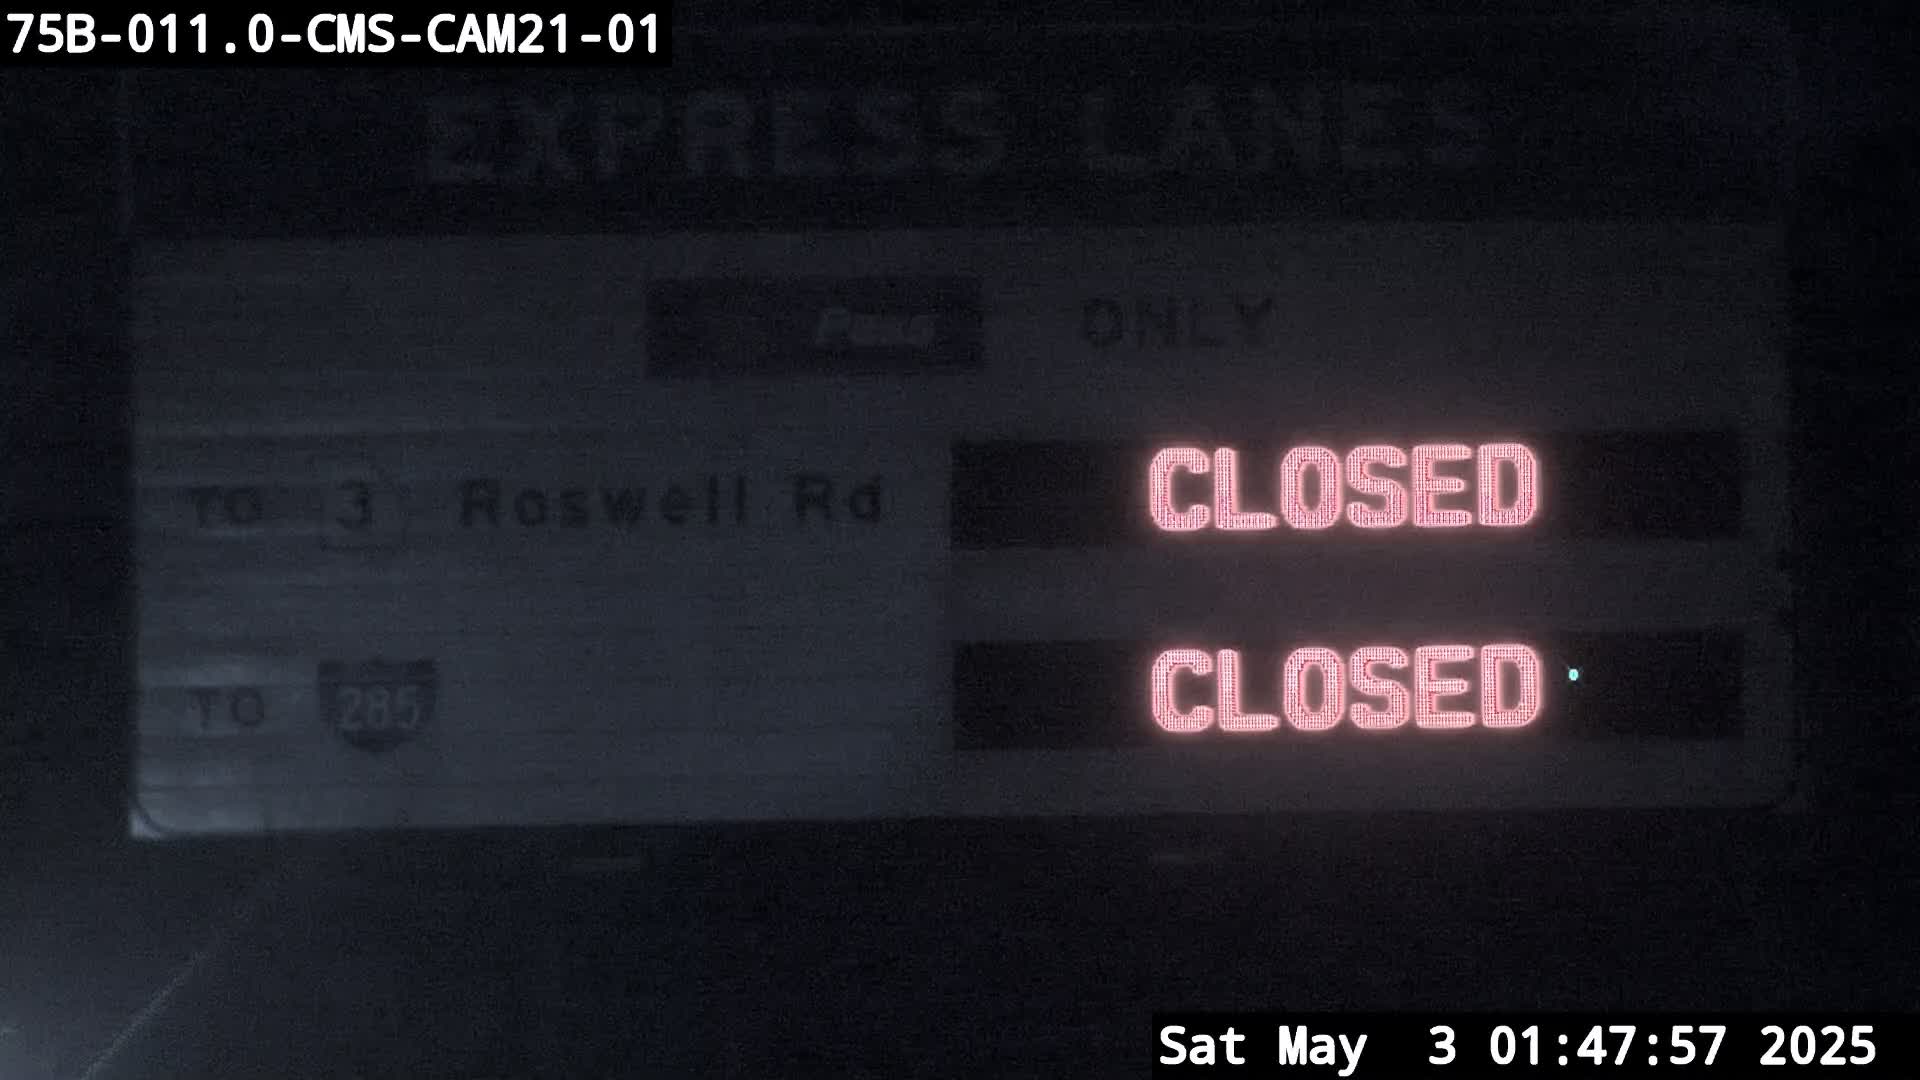 75B-011.0-CMS-CAM21-01
EXPRESS LANES
Pass ONLY
TO 3 Roswell Rd CLOSED
TO 285 CLOSED
Sat May 3 01:47:57 2025